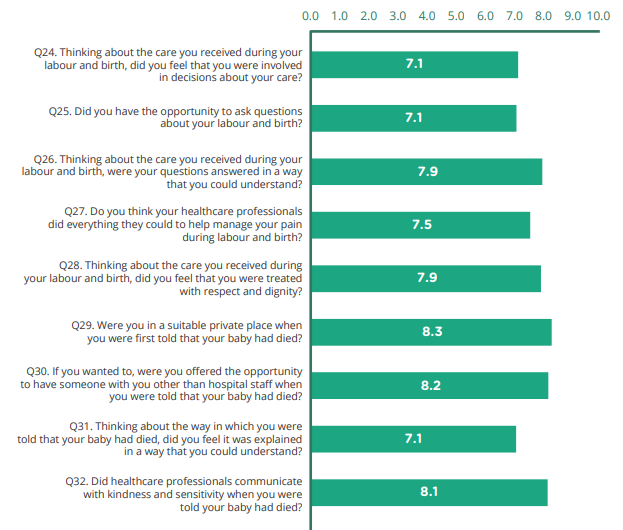 0.0 1.0 2.0 3.0 4.0 5.0 6.0 7.0 8.0 9.0 10.0
Q24. Thinking about the care you received during your
labour and birth, did you feel that you were involved
in decisions about your care?
7.1
Q25. Did you have the opportunity to ask questions
about your labour and birth?
7.1
Q26. Thinking about the care you received during your
labour and birth, were your questions answered in a way
that you could understand?
7.9
Q27. Do you think your healthcare professionals
did everything they could to help manage your pain
during labour and birth?
7.5
Q28. Thinking about the care you received during
your labour and birth, did you feel that you were treated
with respect and dignity?
7.9
Q29. Were you in a suitable private place when
you were first told that your baby had died?
8.3
Q30. If you wanted to, were you offered the opportunity
to have someone with you other than hospital staff when
you were told that your baby had died?
8.2
Q31. Thinking about the way in which you were
told that your baby had died, did you feel it was explained
in a way that you could understand?
7.1
Q32. Did healthcare professionals communicate
with kindness and sensitivity when you were
told your baby had died?
8.1